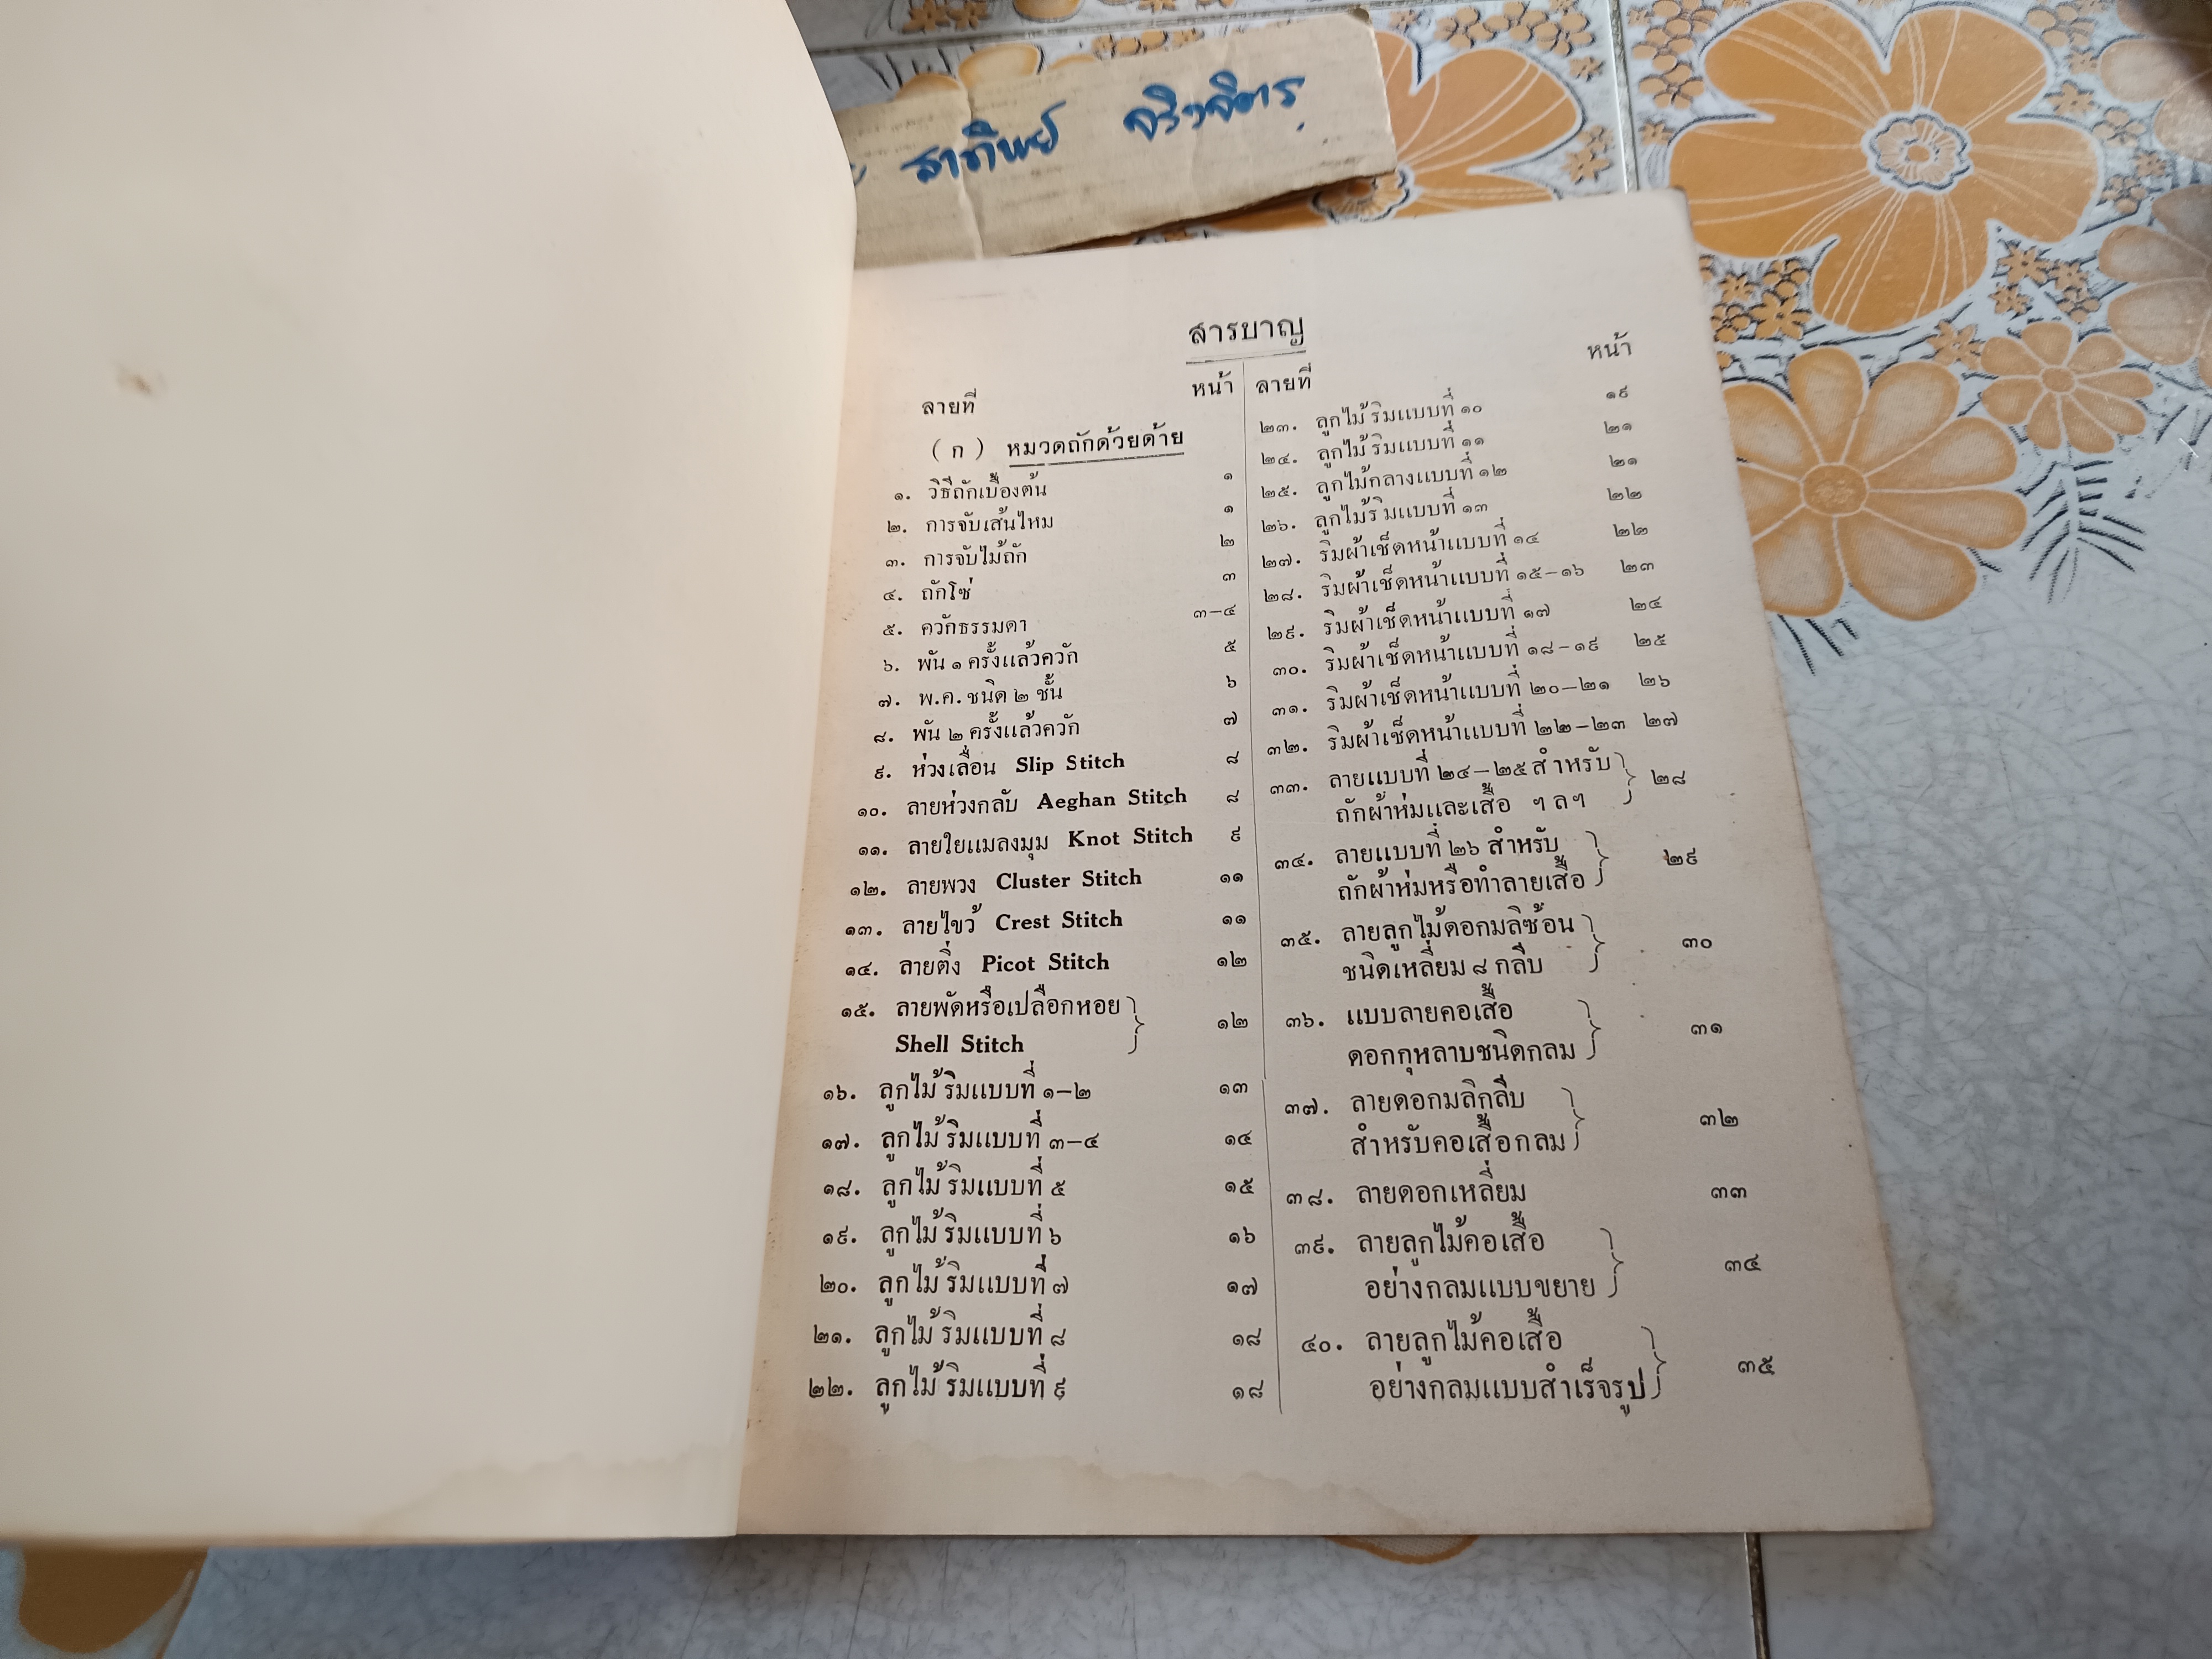 สาทิพย์
สารบาญ
ลายที่ หน้า
(ก) หมวดถักด้วยด้าย
๑. วิธีถักเบื้องต้น ๑
๒. การจับเส้นไหม ๑
๓. การจับไม้ถัก ๒
๔. ถักโซ่ ๓
๕. ควักธรรมดา ๓-๔
๖. พัน ๑ ครั้งแล้วควัก ๕
๗. พ.ค. ชนิด ๒ ชั้น ๖
๘. พัน ๒ ครั้งแล้วควัก ๗
๙. ห่วงเลื่อน Slip Stitch ๘
๑๐. ลายห่วงกลับ Aeghan Stitch ๘
๑๑. ลายใยแมลงมุม Knot Stitch ๙
๑๒. ลายพวง Cluster Stitch ๑๑
๑๓. ลายไขว้ Crest Stitch ๑๑
๑๔. ลายติ่ง Picot Stitch ๑๒
๑๕. ลายพัดหรือเปลือกหอย
Shell Stitch ๑๒
๑๖. ลูกไม้ริมแบบที่ ๑-๒ ๑๓
๑๗. ลูกไม้ริมแบบที่ ๓-๔ ๑๔
๑๘. ลูกไม้ริมแบบที่ ๕ ๑๕
๑๙. ลูกไม้ริมแบบที่ ๖ ๑๖
๒๐. ลูกไม้ริมแบบที่ ๗ ๑๗
๒๑. ลูกไม้ริมแบบที่ ๘ ๑๘
๒๒. ลูกไม้ริมแบบที่ ๙ ๑๘
ลายที่ หน้า
๒๓. ลูกไม้ริมแบบที่ ๑๐ ๑๙
๒๔. ลูกไม้ริมแบบที่ ๑๑ ๒๑
๒๕. ลูกไม้กลางแบบที่ ๑๒ ๒๑
๒๖. ลูกไม้ริมแบบที่ ๑๓ ๒๒
๒๗. ริมผ้าเช็ดหน้าแบบที่ ๑๔ ๒๒
๒๘. ริมผ้าเช็ดหน้าแบบที่ ๑๕-๑๖ ๒๓
๒๙. ริมผ้าเช็ดหน้าแบบที่ ๑๗ ๒๔
๓๐. ริมผ้าเช็ดหน้าแบบที่ ๑๘-๑๙ ๒๕
๓๑. ริมผ้าเช็ดหน้าแบบที่ ๒๐-๒๑ ๒๖
๓๒. ริมผ้าเช็ดหน้าแบบที่ ๒๒-๒๓ ๒๗
๓๓. ลายแบบที่ ๒๔-๒๕ สำหรับ
ถักผ้าห่มและเสื้อ ฯลฯ ๒๘
๓๔. ลายแบบที่ ๒๖ สำหรับ
ถักผ้าห่มหรือทำลายเสื้อ ๒๙
๓๕. ลายลูกไม้ดอกมลิซ้อน
ชนิดเหลี่ยม ๘ กลีบ ๓๐
๓๖. แบบลายคอเสื้อ
ดอกกุหลาบชนิดกลม ๓๑
๓๗. ลายดอกมลิกลีบ
สำหรับคอเสื้อกลม ๓๒
๓๘. ลายดอกเหลี่ยม ๓๓
๓๙. ลายลูกไม้คอเสื้อ
อย่างกลมแบบขยาย ๓๔
๔๐. ลายลูกไม้คอเสื้อ
อย่างกลมแบบสำเร็จรูป ๓๕